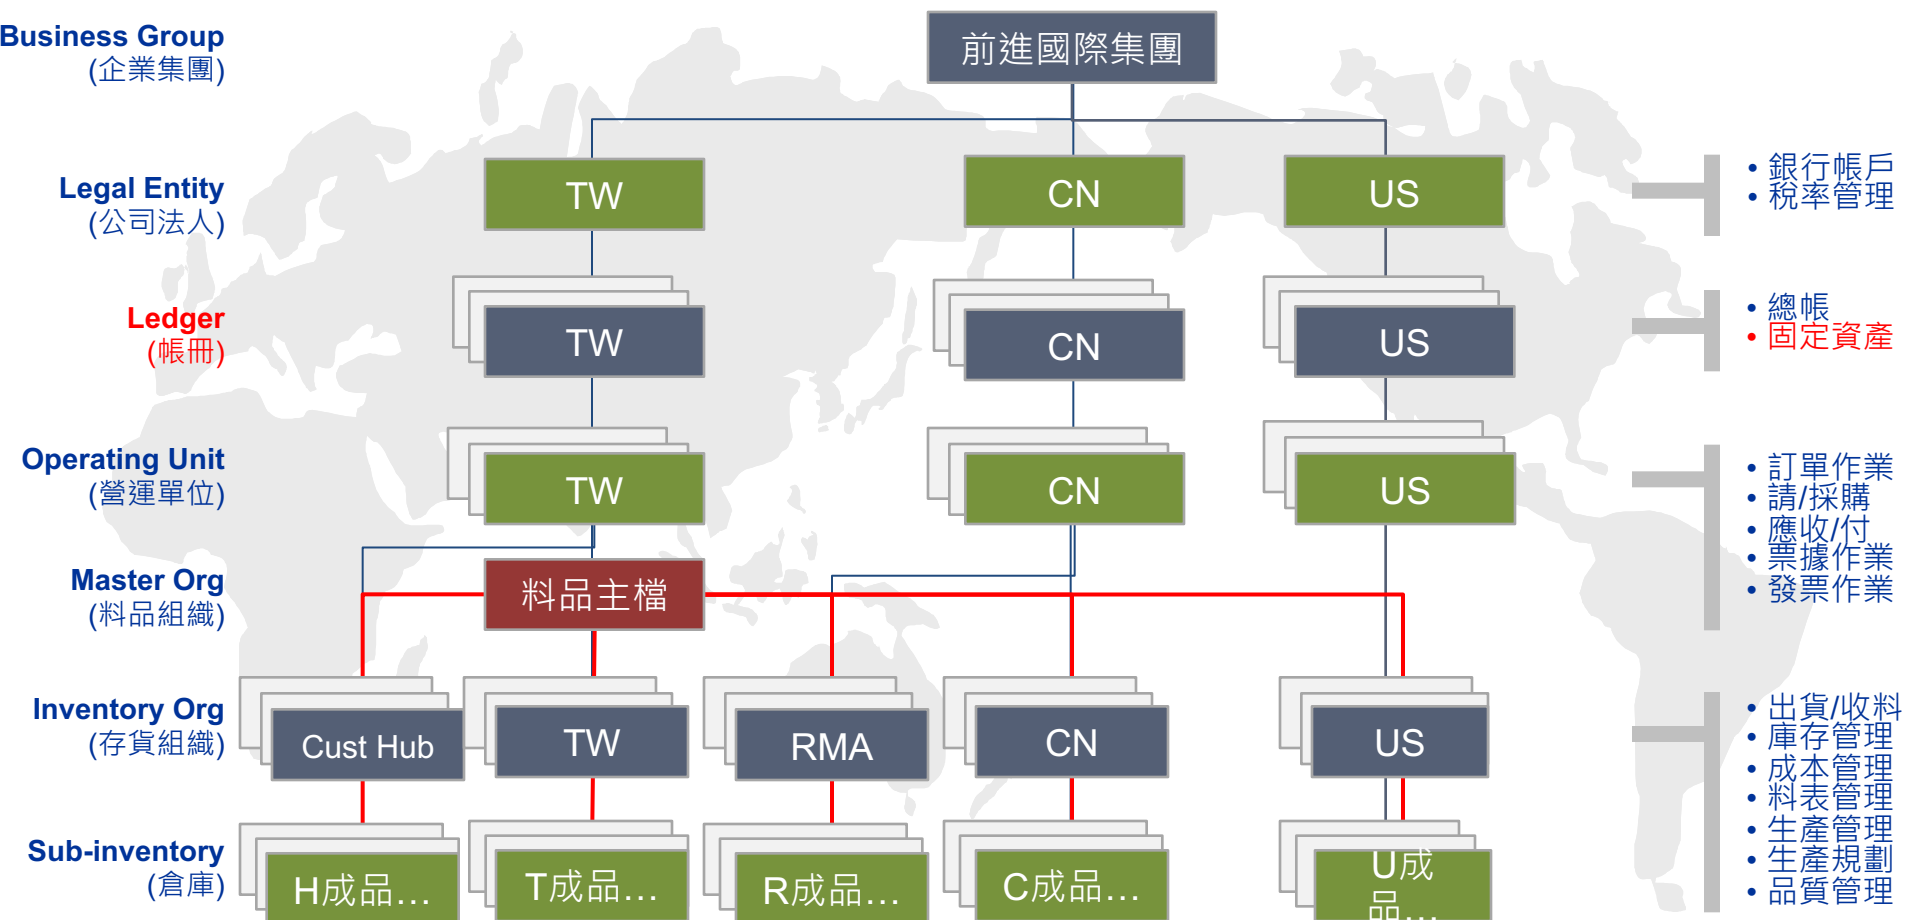 Business Group
(企業集團)
前進國際集團
Legal Entity
(公司法人)
TW
CN
US
• 銀行帳戶
• 稅率管理
Ledger
(帳冊)
TW
CN
US
• 總帳
• 固定資產
Operating Unit
(營運單位)
TW
CN
US
• 訂單作業
• 請/採購
• 應收/付
• 票據作業
• 發票作業
Master Org
(料品組織)
料品主檔
Inventory Org
(存貨組織)
Cust Hub
TW
RMA
CN
US
• 出貨/收料
• 庫存管理
• 成本管理
• 料表管理
• 生產管理
• 生產規劃
• 品質管理
Sub-inventory
(倉庫)
H成品...
T成品...
R成品...
C成品...
U成
品...